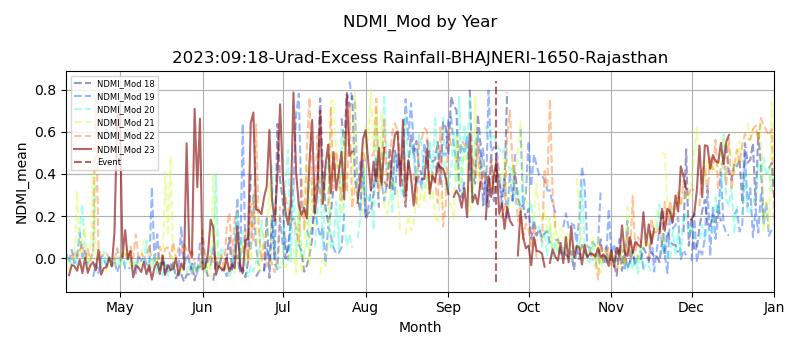 NDMI_Mod by Year
2023:09:18-Urad-Excess Rainfall-BHAJNERI-1650-Rajasthan
NDMI_mean
0.8
0.6
0.4
0.2
0.0
NDMI_Mod 18
NDMI_Mod 19
NDMI_Mod 20
NDMI_Mod 21
NDMI_Mod 22
NDMI_Mod 23
Event
May Jun Jul Aug Sep Oct Nov Dec Jan
Month